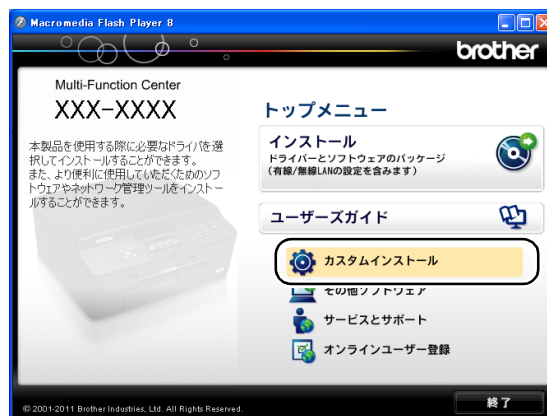 Macromedia Flash Player 8
brother
Multi-Function Center
XXX-XXXX
本製品を使用する際に必要なドライバを選
択してインストールすることができます。
また、より便利に使用していただくためのソフ
トウェアやネットワーク管理ツールをインストー
ルすることができます。
トップメニュー
インストール
ドライバーとソフトウェアのパッケージ
(有線/無線LANの設定を含みます)
ユーザーズガイド
カスタムインストール
その他ソフトウェア
サービスとサポート
オンラインユーザー登録
© 2001-2011 Brother Industries, Ltd. All Rights Reserved.
終了